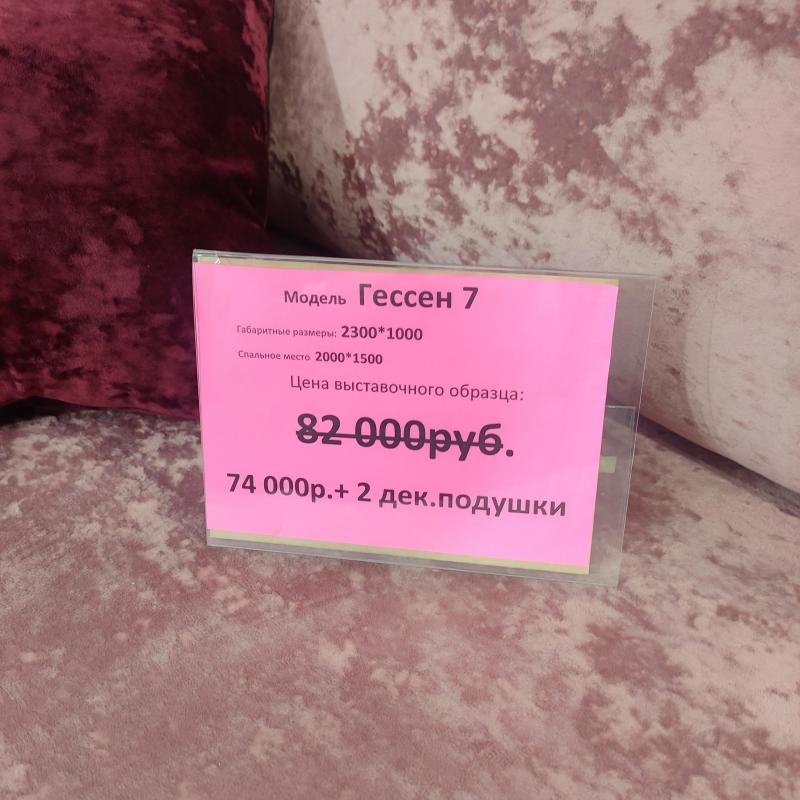 Модель Гессен 7
Габаритные размеры: 2300*1000
Спальное место 2000*1500
Цена выставочного образца:
82 000руб.
74 000р.+ 2 дек.подушки